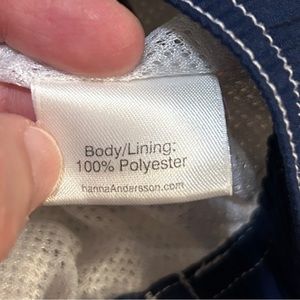 Body/Lining:
100% Polyester
hannaAndersson.com